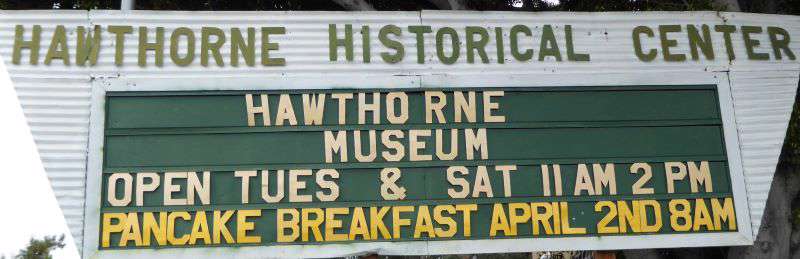 HAWTHORNE HISTORICAL CENTER
HAWTHORNE
MUSEUM
OPEN TUES & SAT 11 AM 2 PM
PANCAKE BREAKFAST APRIL 2ND 8AM